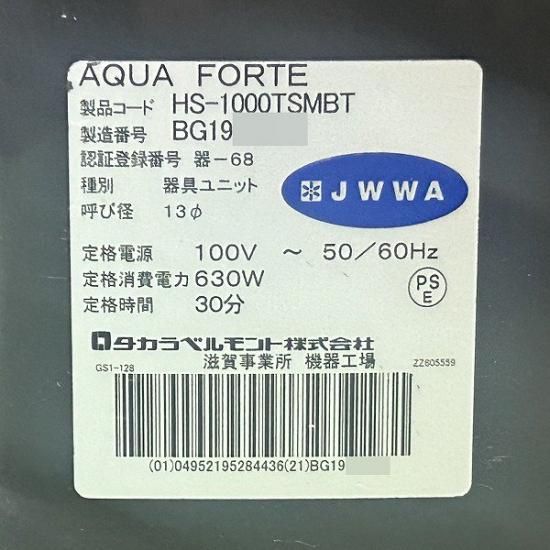 AQUA FORTE
製品コード HS-1000TSMBT
製造番号 BG19
認証登録番号 器-68
種別 器具ユニット
JWWA
呼び径 13φ
定格電源 100V ～ 50／60Hz
定格消費電力 630W
定格時間 30分
PS
E
タカラベルモント株式会社
滋賀事業所 機器工場
GS1-128
ZZ605559
(01)04952195284436(21)BG19